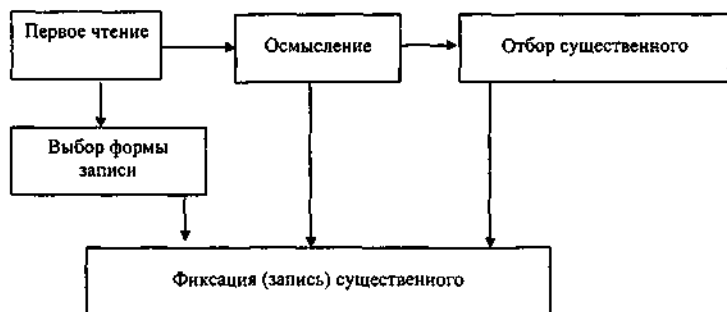 Первое чтение
Осмысление
Отбор существенного
Выбор формы
записи
Фиксация (запись) существенного